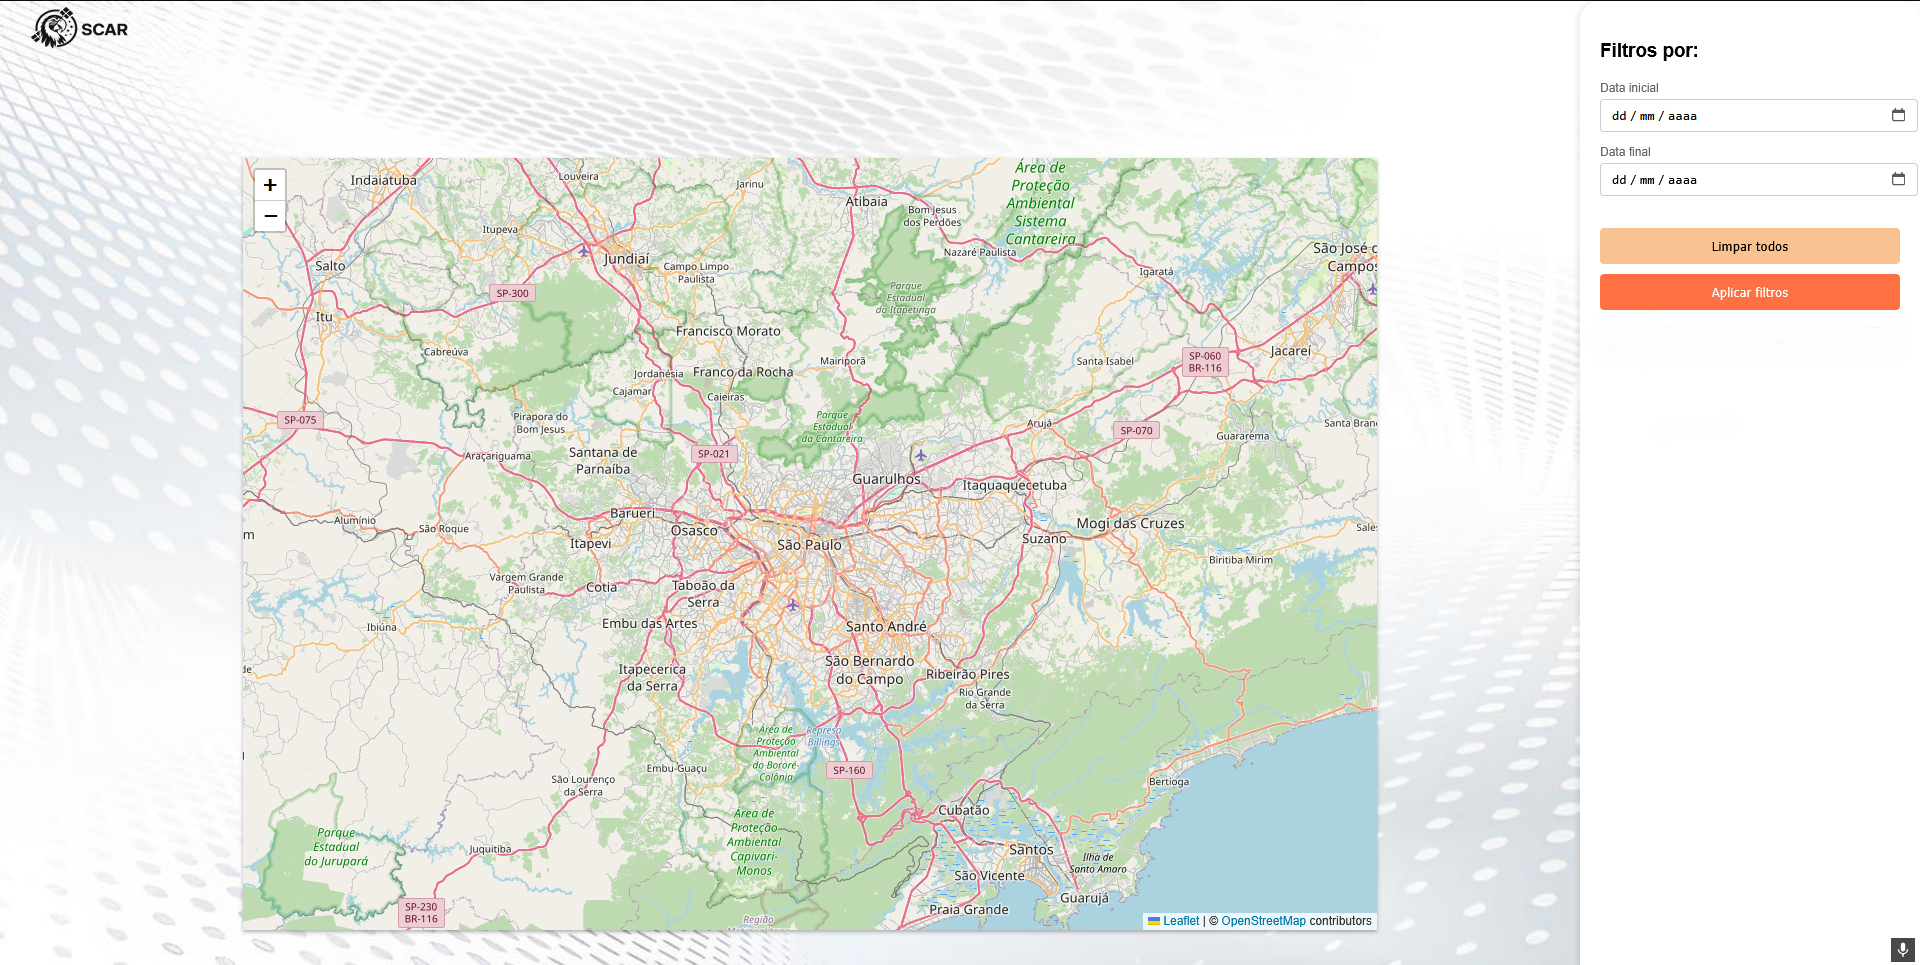 SCAR
Filtros por:
Data inicial
dd / mm / aaaa
Data final
dd / mm / aaaa
Limpar todos
Aplicar filtros
+
−
Indaiatuba
Louveira
Jarinu
Atibaia
Bom Jesus
dos Perdões
Área de
Proteção
Ambiental
Sistema
Cantareira
Itupeva
Jundiaí
Campo Limpo
Paulista
Nazaré Paulista
Igaratá
São José d
Campos
Salto
SP-300
Parque
Estadual
do Itapetinga
Itu
Francisco Morato
Cabreúva
Mairiporã
Santa Isabel
SP-060
BR-116
Jacareí
Jordanésia
Franco da Rocha
Cajamar
Caieiras
SP-075
Pirapora do
Bom Jesus
Parque
Estadual
da Cantareira
Arujá
SP-070
Guararema
Santa Bran
Araçariguama
Santana de
Parnaíba
SP-021
Guarulhos
Itaquaquecetuba
Alumínio
São Roque
Barueri
Osasco
São Paulo
Suzano
Mogi das Cruzes
Sales
m
Itapevi
Biritiba Mirim
Vargem Grande
Paulista
Cotia
Taboão da
Serra
Ibiúna
Embu das Artes
Santo André
de
Itapecerica
da Serra
São Bernardo
do Campo
Ribeirão Pires
Rio Grande
da Serra
Área de
Proteção
Ambiental
do Bororé-
Colônia
Represa
Billings
Embu-Guaçu
SP-160
São Lourenço
da Serra
Bertioga
Cubatão
Área de
Proteção
Ambiental
Capivari-
Monos
Parque
Estadual
do Jurupará
Juquitiba
Santos
Ilha de
Santo Amaro
São Vicente
Guarujá
SP-230
BR-116
Praia Grande
Região
Leaflet | © OpenStreetMap contributors